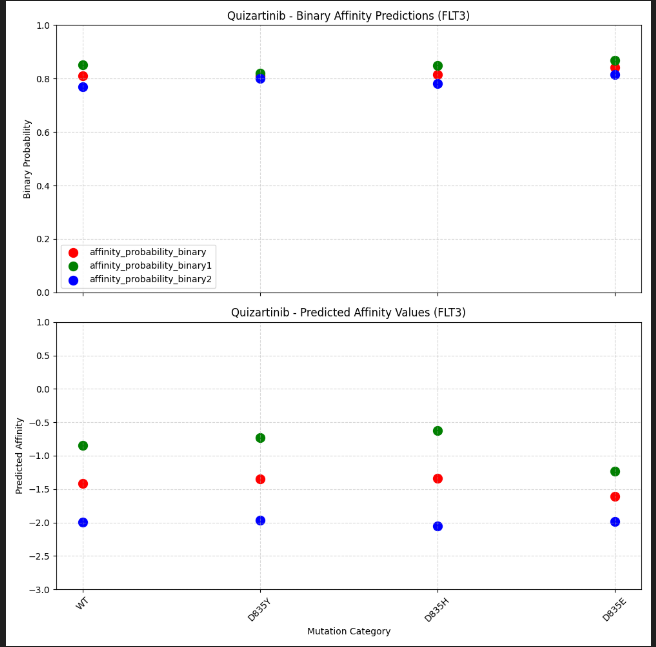 Quizartinib - Binary Affinity Predictions (FLT3)
1.0
0.8
0.6
0.4
0.2
0.0
Binary Probability
affinity_probability_binary
affinity_probability_binary1
affinity_probability_binary2
Quizartinib - Predicted Affinity Values (FLT3)
1.0
0.5
0.0
−0.5
−1.0
−1.5
−2.0
−2.5
−3.0
Predicted Affinity
WT
D835Y
D835H
D835E
Mutation Category